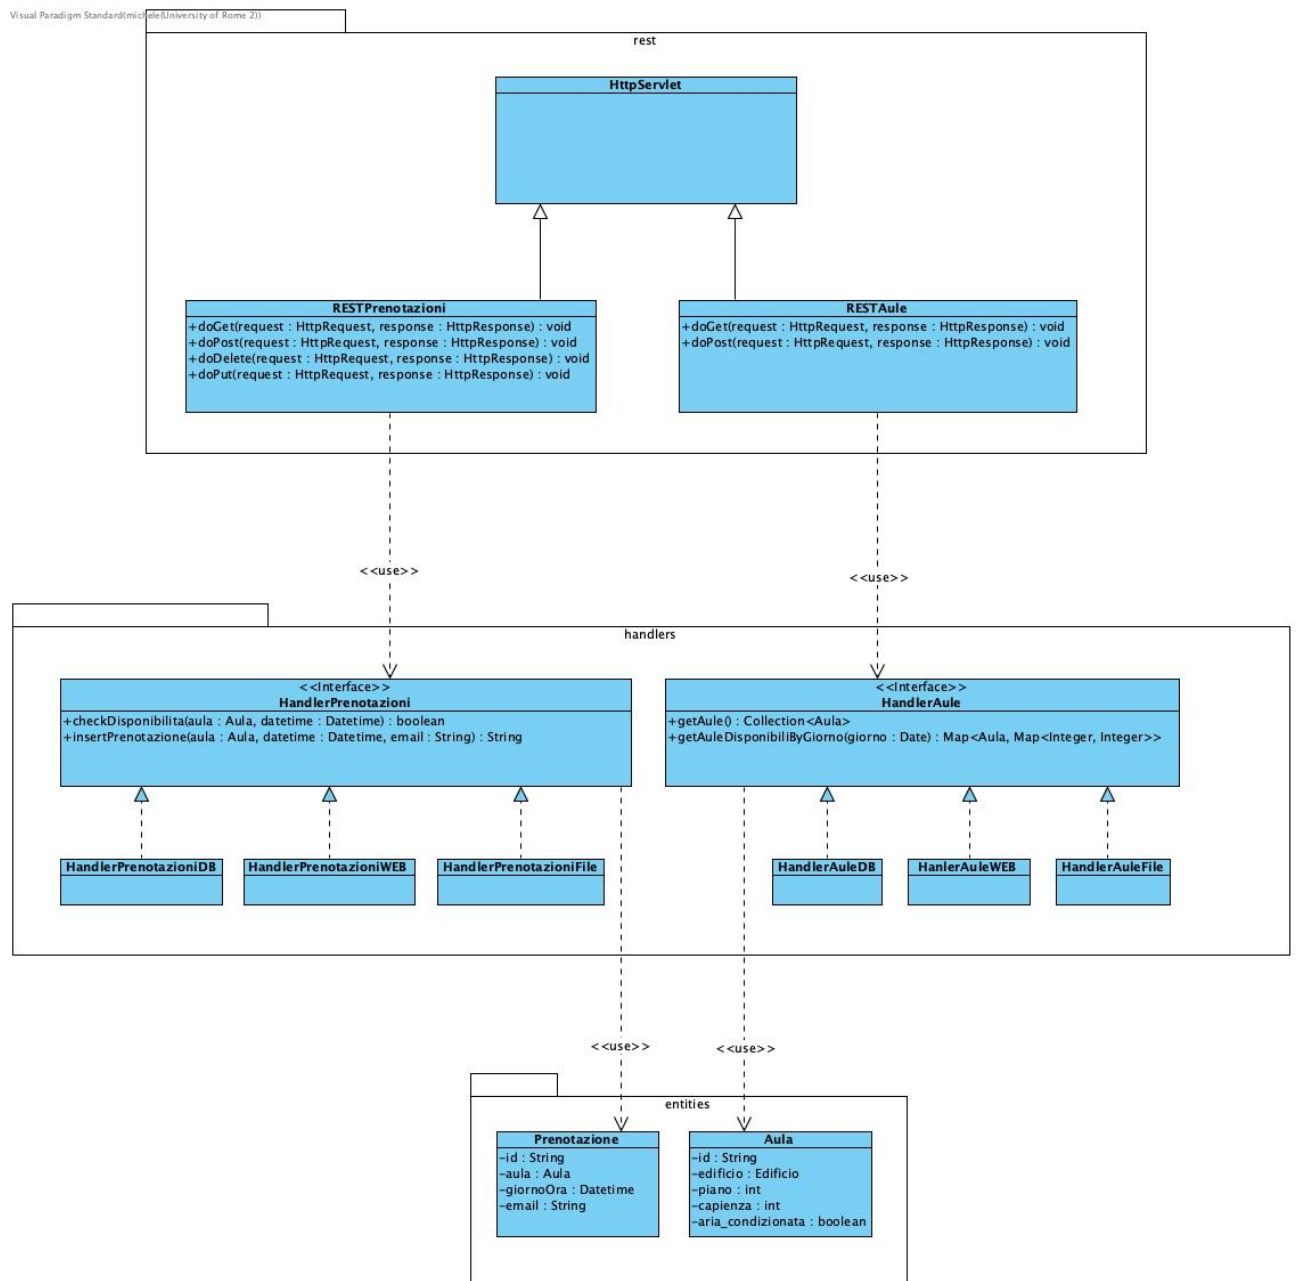 Visual Paradigm Standard(michele(University of Rome 2))
rest
HttpServlet
RESTPrenotazioni
+doGet(request : HttpRequest, response : HttpResponse) : void
+doPost(request : HttpRequest, response : HttpResponse) : void
+doDelete(request : HttpRequest, response : HttpResponse) : void
+doPut(request : HttpRequest, response : HttpResponse) : void
RESTAule
+doGet(request : HttpRequest, response : HttpResponse) : void
+doPost(request : HttpRequest, response : HttpResponse) : void
<<use>>
<<use>>
handlers
<<Interface>>
HandlerPrenotazioni
+checkDisponibilita(aula : Aula, datetime : Datetime) : boolean
+insertPrenotazione(aula : Aula, datetime : Datetime, email : String) : String
<<Interface>>
HandlerAule
+getAule() : Collection<Aula>
+getAuleDisponibiliByGiorno(giorno : Date) : Map<Aula, Map<Integer, Integer>>
HandlerPrenotazioniDB
HandlerPrenotazioniWEB
HandlerPrenotazioniFile
HandlerAuleDB
HanlerAuleWEB
HandlerAuleFile
<<use>>
<<use>>
entities
Prenotazione
-id : String
-aula : Aula
-giornoOra : Datetime
-email : String
Aula
-id : String
-edificio : Edificio
-piano : int
-capienza : int
-aria_condizionata : boolean